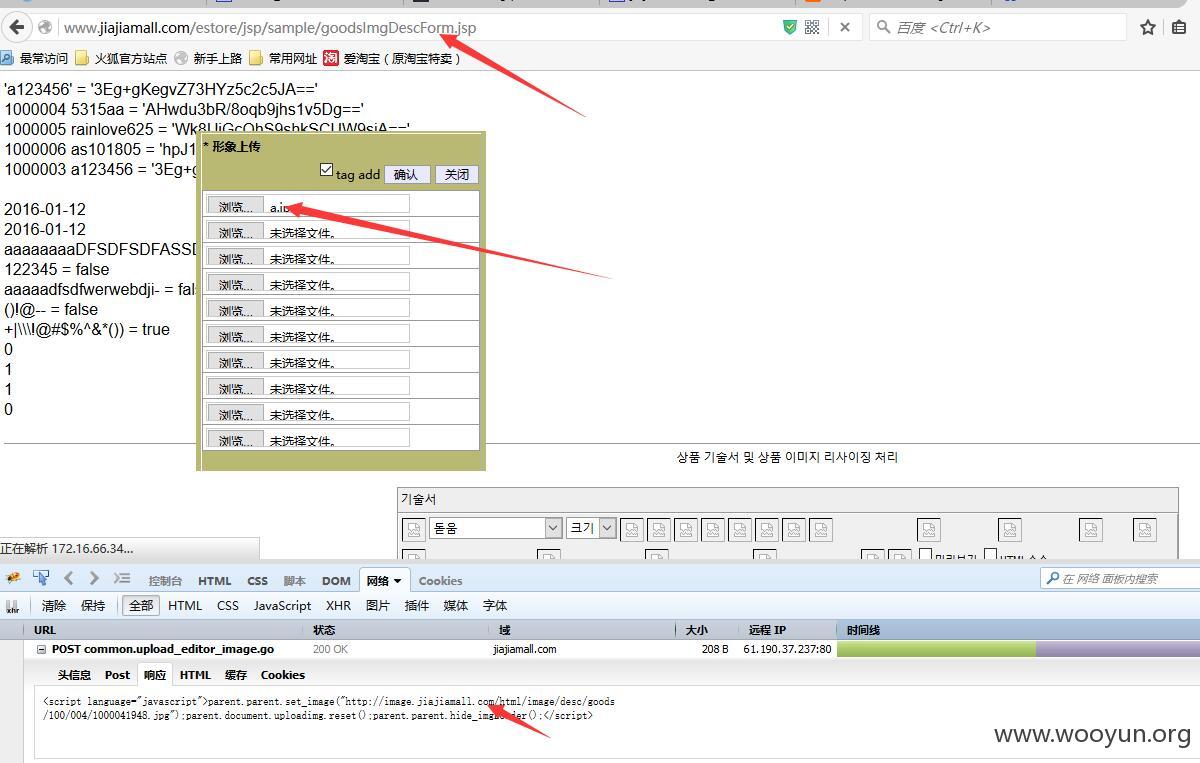 www.jiajiamall.com/estore/jsp/sample/goodsImgDescForm.jsp
百度 <Ctrl+K>
最常访问 火狐官方站点 新手上路 常用网址 爱淘宝（原淘宝特卖）
'a123456' = '3Eg+gKegvZ73HYz5c2c5JA=='
1000004 5315aa = 'AHwdu3bR/8oqb9jhs1v5Dg=='
1000005 rainlove625 =
1000006 as101805 = 'hpJ1
1000003 a123456 = '3Eg+g
2016-01-12
2016-01-12
aaaaaaaaDFSDFSDFASSD
122345 = false
aaaaadfsdfwerwebdji- = fal
()!@-- = false
+|\\\!@#$%^&*()) = true
0
1
1
0
* 形象上传
tag add 确认 关闭
浏览... a.jp
浏览... 未选择文件。
浏览... 未选择文件。
浏览... 未选择文件。
浏览... 未选择文件。
浏览... 未选择文件。
浏览... 未选择文件。
浏览... 未选择文件。
浏览... 未选择文件。
浏览... 未选择文件。
상품 기술서 및 상품 이미지 리사이징 처리
기술서
돋움 크기
正在解析 172.16.66.34...
控制台 HTML CSS 脚本 DOM 网络 Cookies
在 网络 面板内搜索
清除 保持 全部 HTML CSS JavaScript XHR 图片 插件 媒体 字体
URL 状态 域 大小 远程 IP 时间线
POST common.upload_editor_image.go 200 OK jiajiamall.com 208 B 61.190.37.237:80
头信息 Post 响应 HTML 缓存 Cookies
<script language="javascript">parent.parent.set_image("http://image.jiajiamall.com/html/image/desc/goods
/100/004/1000041948.jpg");parent.document.uploadimg.reset();parent.parent.hide_imgloader();</script>
www.wooyun.org